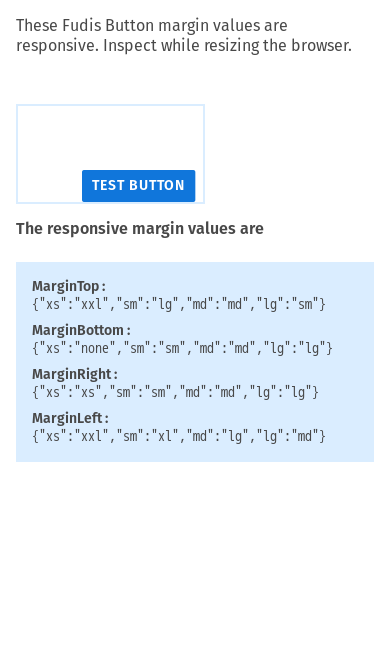 These Fudis Button margin values are
responsive. Inspect while resizing the browser.
TEST BUTTON
The responsive margin values are
MarginTop :
{"xs":"xxl","sm":"lg","md":"md","lg":"sm"}
MarginBottom :
{"xs":"none","sm":"sm","md":"md","lg":"lg"}
MarginRight :
{"xs":"xs","sm":"sm","md":"md","lg":"lg"}
MarginLeft :
{"xs":"xxl","sm":"xl","md":"lg","lg":"md"}